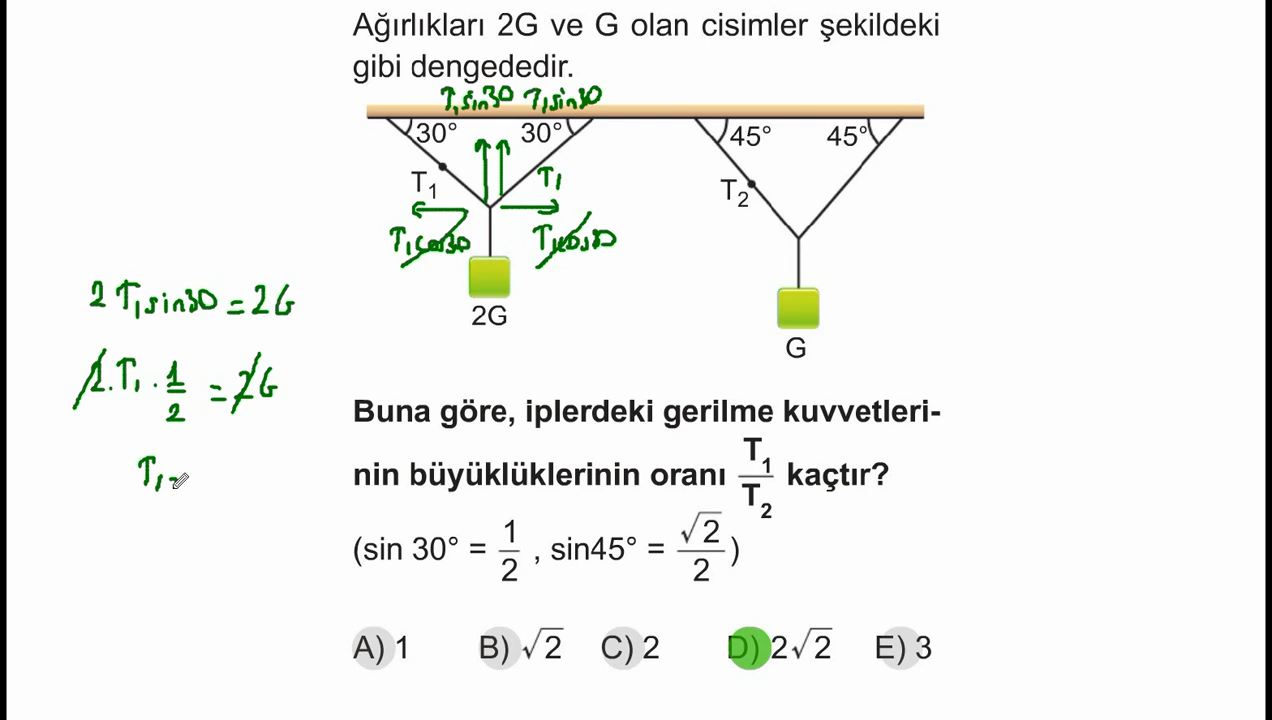 Ağırlıkları 2G ve G olan cisimler şekildeki
gibi dengededir.
T₁sin30 T₁sin30
30° 30° 45° 45°
T₁ T₁ T₂
T₁cos30 T₁cos30
2G
G
2T₁sin30 = 2G
2.T₁.1/2 = 2G
T₁ =
Buna göre, iplerdeki gerilme kuvvetleri-
nin büyüklüklerinin oranı T₁/T₂ kaçtır?
(sin 30° = 1/2 , sin45° = √2/2)
A) 1 B) √2 C) 2 D) 2√2 E) 3